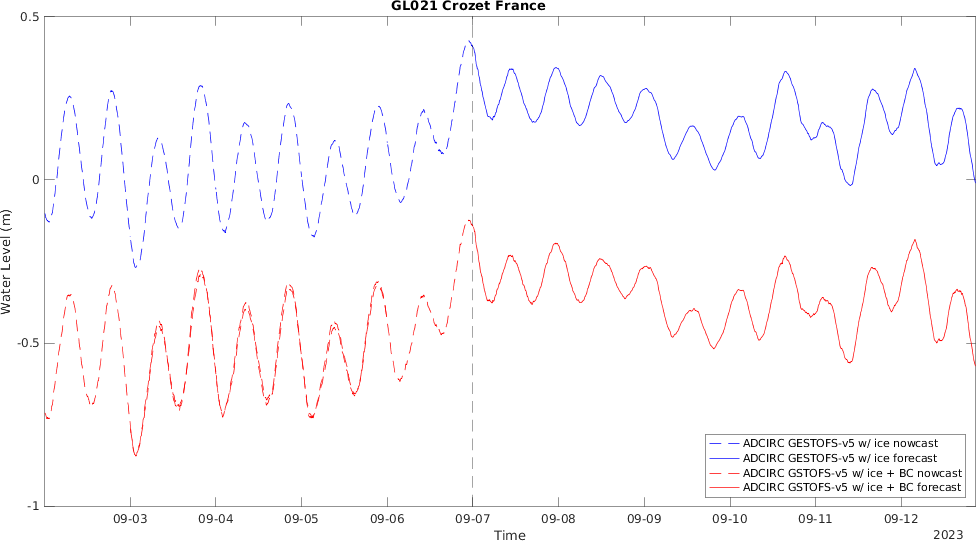 GL021 Crozet France
0.5
0
-0.5
-1
Water Level (m)
ADCIRC GESTOFS-v5 w/ ice nowcast
ADCIRC GESTOFS-v5 w/ ice forecast
ADCIRC GSTOFS-v5 w/ ice + BC nowcast
ADCIRC GSTOFS-v5 w/ ice + BC forecast
09-03 09-04 09-05 09-06 09-07 09-08 09-09 09-10 09-11 09-12
Time
2023